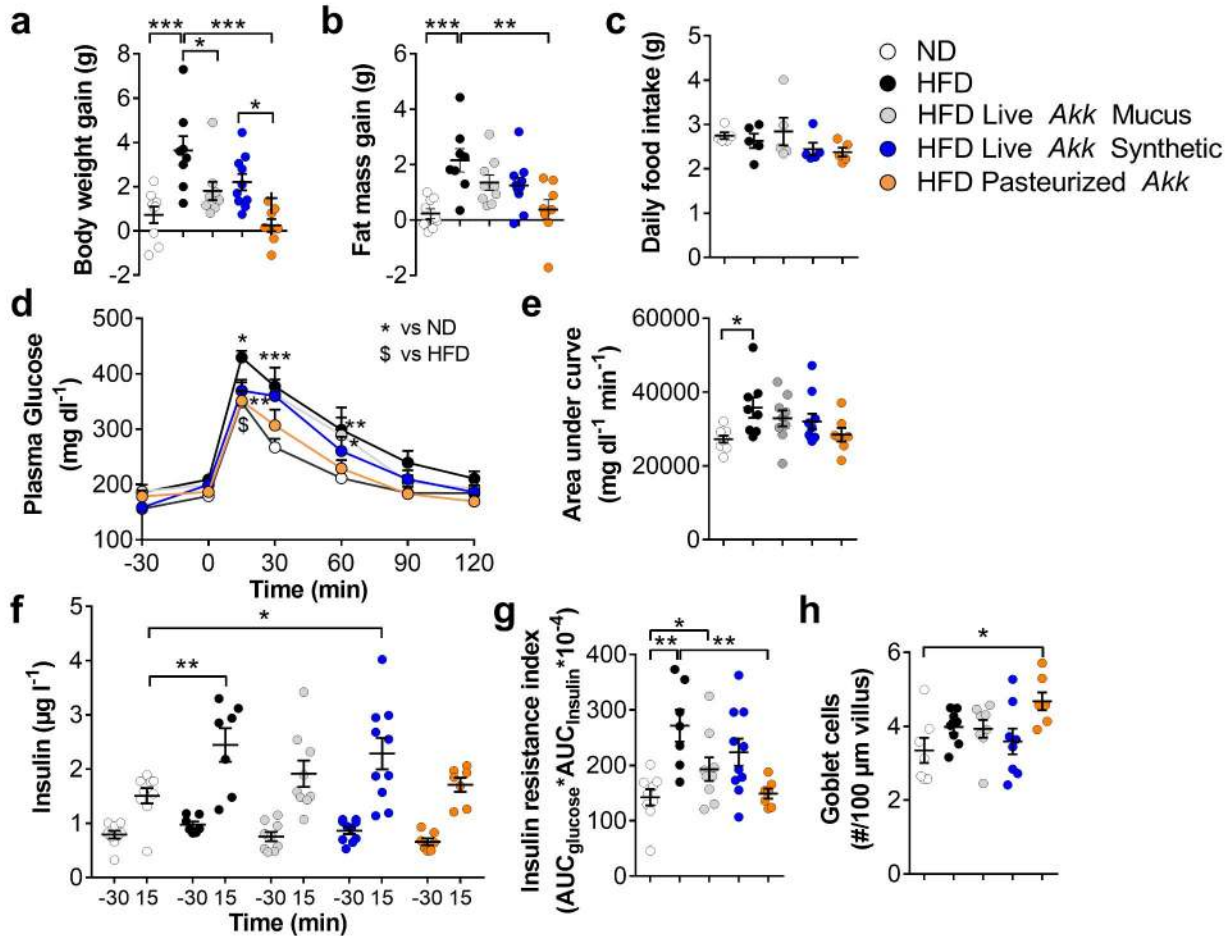 a
Body weight gain (g)
8
6
4
2
0
-2
***
***
*
*
b
Fat mass gain (g)
6
4
2
0
-2
***
**
c
Daily food intake (g)
5
4
3
2
1
0
ND
HFD
HFD Live Akk Mucus
HFD Live Akk Synthetic
HFD Pasteurized Akk
d
Plasma Glucose
(mg dl⁻¹)
500
400
300
200
100
* vs ND
$ vs HFD
*
***
**
$
**
*
-30 0 30 60 90 120
Time (min)
e
Area under curve
(mg dl⁻¹ min⁻¹)
60000
40000
20000
0
*
f
Insulin (µg l⁻¹)
5
4
3
2
1
0
*
**
-30 15 -30 15 -30 15 -30 15 -30 15
Time (min)
g
Insulin resistance index
(AUCglucose*AUCInsulin*10⁻⁴)
400
300
200
100
0
*
**
**
h
Goblet cells
(#/100 µm villus)
6
4
2
0
*